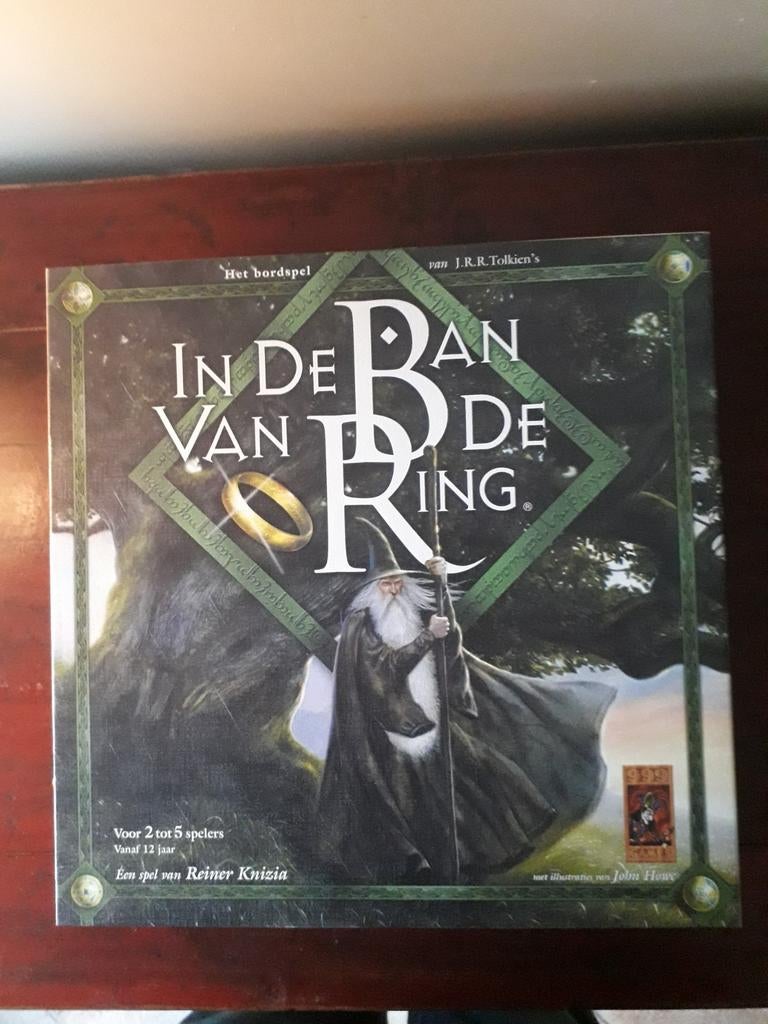 Het bordspel van J.R.R.Tolkien's
IN DE BAN
VAN DE
RING®
999
Voor 2 tot 5 spelers
Vanaf 12 jaar
Een spel van Reiner Knizia
met illustraties van John Howe